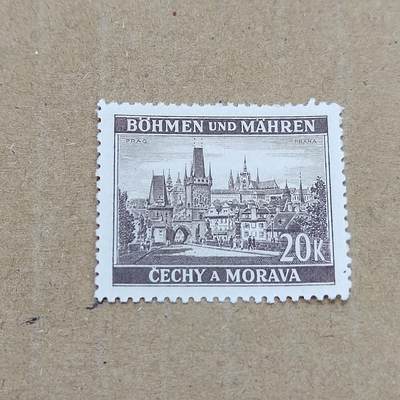 BÖHMEN UND MÄHREN
PRAG PRAHA
20K
ČECHY A MORAVA